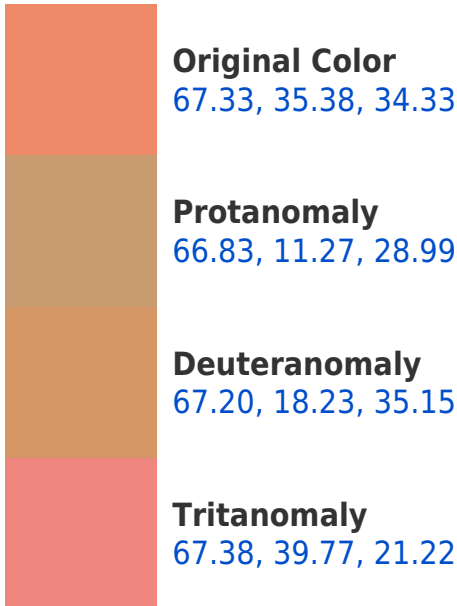 Original Color
67.33, 35.38, 34.33
Protanomaly
66.83, 11.27, 28.99
Deuteranomaly
67.20, 18.23, 35.15
Tritanomaly
67.38, 39.77, 21.22